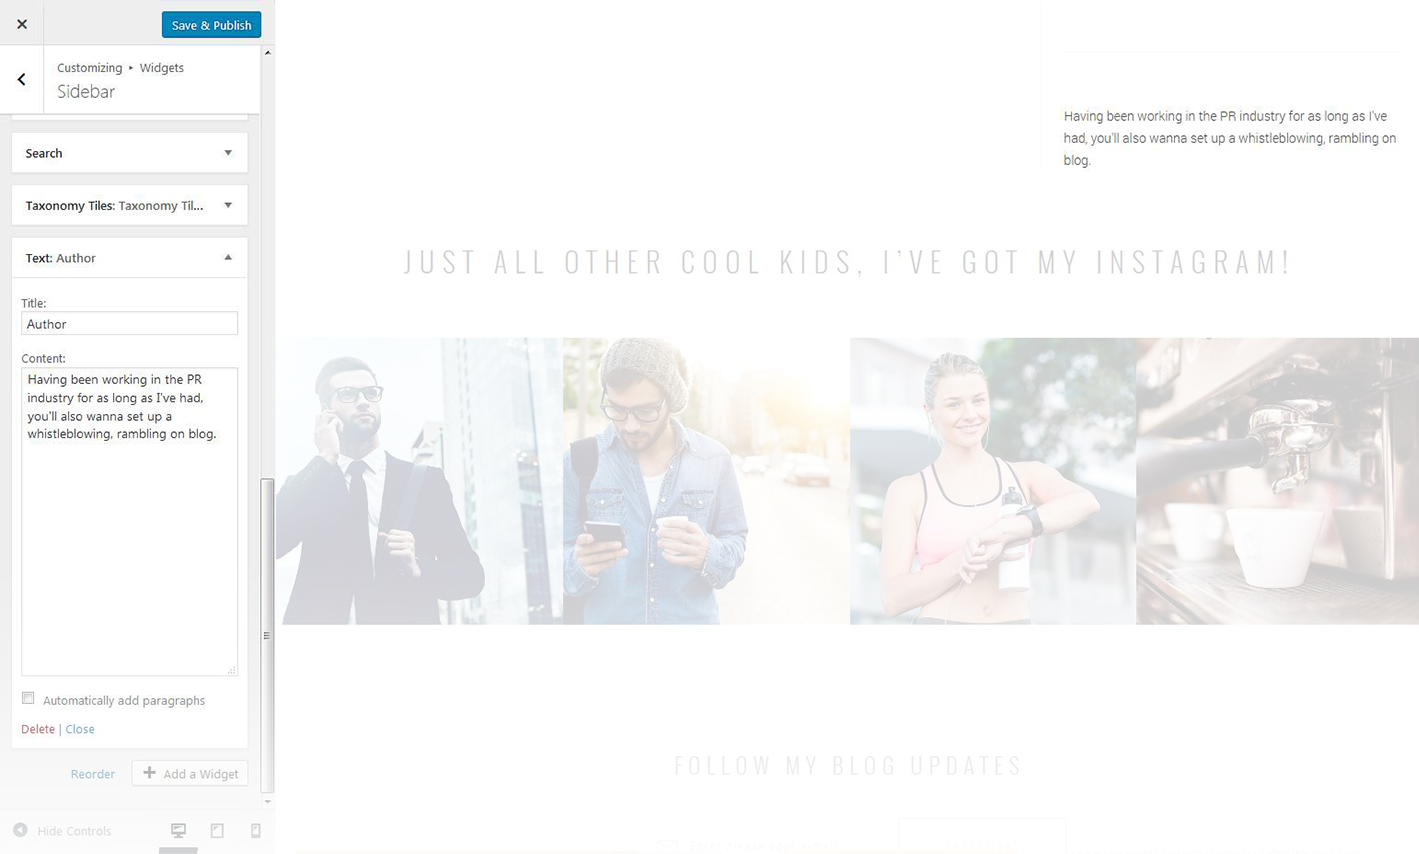 Save & Publish
Customizing ▸ Widgets
Sidebar
Search
Taxonomy Tiles: Taxonomy Til...
Text: Author
Title:
Author
Content:
Having been working in the PR
industry for as long as I've had,
you'll also wanna set up a
whistleblowing, rambling on blog.
Automatically add paragraphs
Delete | Close
Reorder
Add a Widget
Hide Controls
Having been working in the PR industry for as long as I've
had, you'll also wanna set up a whistleblowing, rambling on
blog.
JUST ALL OTHER COOL KIDS, I'VE GOT MY INSTAGRAM!
FOLLOW MY BLOG UPDATES